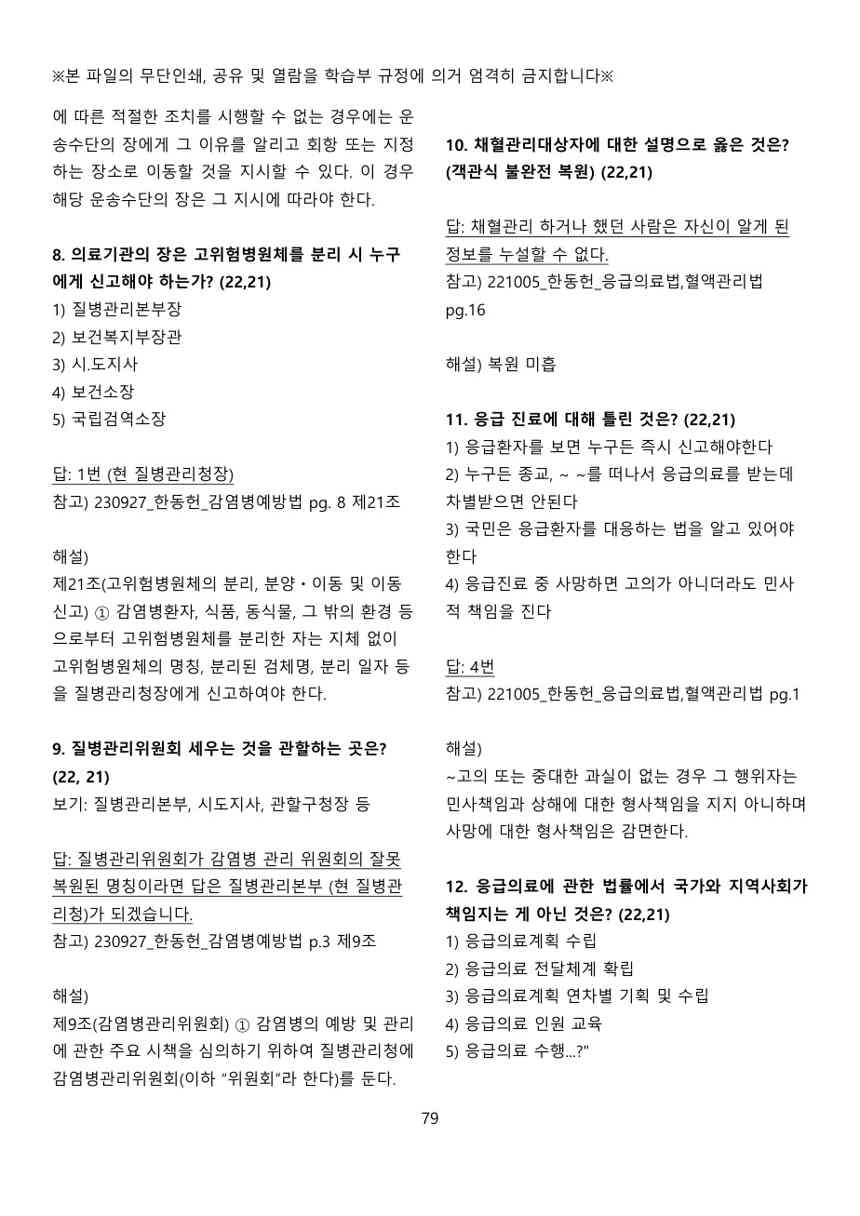 ※본 파일의 무단인쇄, 공유 및 열람을 학습부 규정에 의거 엄격히 금지합니다※
에 따른 적절한 조치를 시행할 수 없는 경우에는 운
송수단의 장에게 그 이유를 알리고 회항 또는 지정
하는 장소로 이동할 것을 지시할 수 있다. 이 경우
해당 운송수단의 장은 그 지시에 따라야 한다.
8. 의료기관의 장은 고위험병원체를 분리 시 누구
에게 신고해야 하는가? (22,21)
1) 질병관리본부장
2) 보건복지부장관
3) 시.도지사
4) 보건소장
5) 국립검역소장
답: 1번 (현 질병관리청장)
참고) 230927_한동헌_감염병예방법 pg. 8 제21조
해설)
제21조(고위험병원체의 분리, 분양・이동 및 이동
신고) ① 감염병환자, 식품, 동식물, 그 밖의 환경 등
으로부터 고위험병원체를 분리한 자는 지체 없이
고위험병원체의 명칭, 분리된 검체명, 분리 일자 등
을 질병관리청장에게 신고하여야 한다.
9. 질병관리위원회 세우는 것을 관할하는 곳은?
(22, 21)
보기: 질병관리본부, 시도지사, 관할구청장 등
답: 질병관리위원회가 감염병 관리 위원회의 잘못
복원된 명칭이라면 답은 질병관리본부 (현 질병관
리청)가 되겠습니다.
참고) 230927_한동헌_감염병예방법 p.3 제9조
해설)
제9조(감염병관리위원회) ① 감염병의 예방 및 관리
에 관한 주요 시책을 심의하기 위하여 질병관리청에
감염병관리위원회(이하 “위원회”라 한다)를 둔다.
10. 채혈관리대상자에 대한 설명으로 옳은 것은?
(객관식 불완전 복원) (22,21)
답: 채혈관리 하거나 했던 사람은 자신이 알게 된
정보를 누설할 수 없다.
참고) 221005_한동헌_응급의료법,혈액관리법
pg.16
해설) 복원 미흡
11. 응급 진료에 대해 틀린 것은? (22,21)
1) 응급환자를 보면 누구든 즉시 신고해야한다
2) 누구든 종교, ~ ~를 떠나서 응급의료를 받는데
차별받으면 안된다
3) 국민은 응급환자를 대응하는 법을 알고 있어야
한다
4) 응급진료 중 사망하면 고의가 아니더라도 민사
적 책임을 진다
답: 4번
참고) 221005_한동헌_응급의료법,혈액관리법 pg.1
해설)
~고의 또는 중대한 과실이 없는 경우 그 행위자는
민사책임과 상해에 대한 형사책임을 지지 아니하며
사망에 대한 형사책임은 감면한다.
12. 응급의료에 관한 법률에서 국가와 지역사회가
책임지는 게 아닌 것은? (22,21)
1) 응급의료계획 수립
2) 응급의료 전달체계 확립
3) 응급의료계획 연차별 기획 및 수립
4) 응급의료 인원 교육
5) 응급의료 수행...?"
79